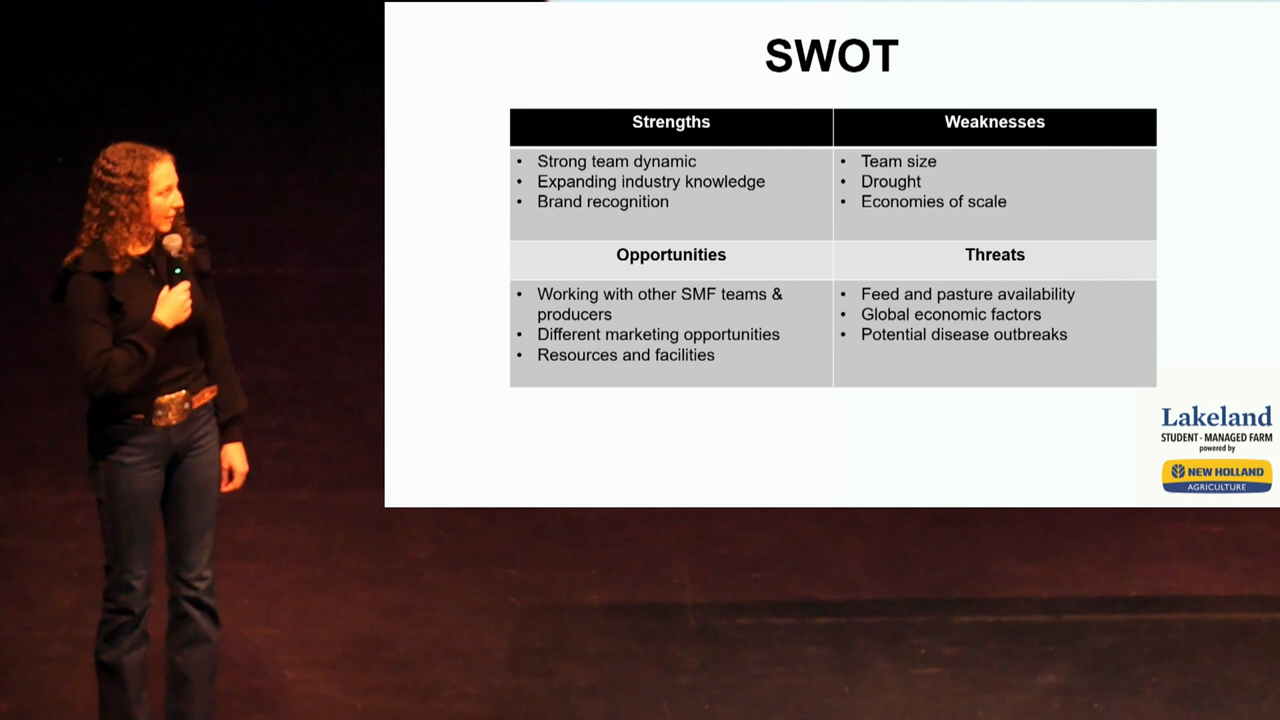 SWOT
Strengths
Weaknesses
• Strong team dynamic
• Expanding industry knowledge
• Brand recognition
• Team size
• Drought
• Economies of scale
Opportunities
Threats
• Working with other SMF teams &
producers
• Different marketing opportunities
• Resources and facilities
• Feed and pasture availability
• Global economic factors
• Potential disease outbreaks
Lakeland
STUDENT - MANAGED FARM
powered by
NEW HOLLAND
AGRICULTURE